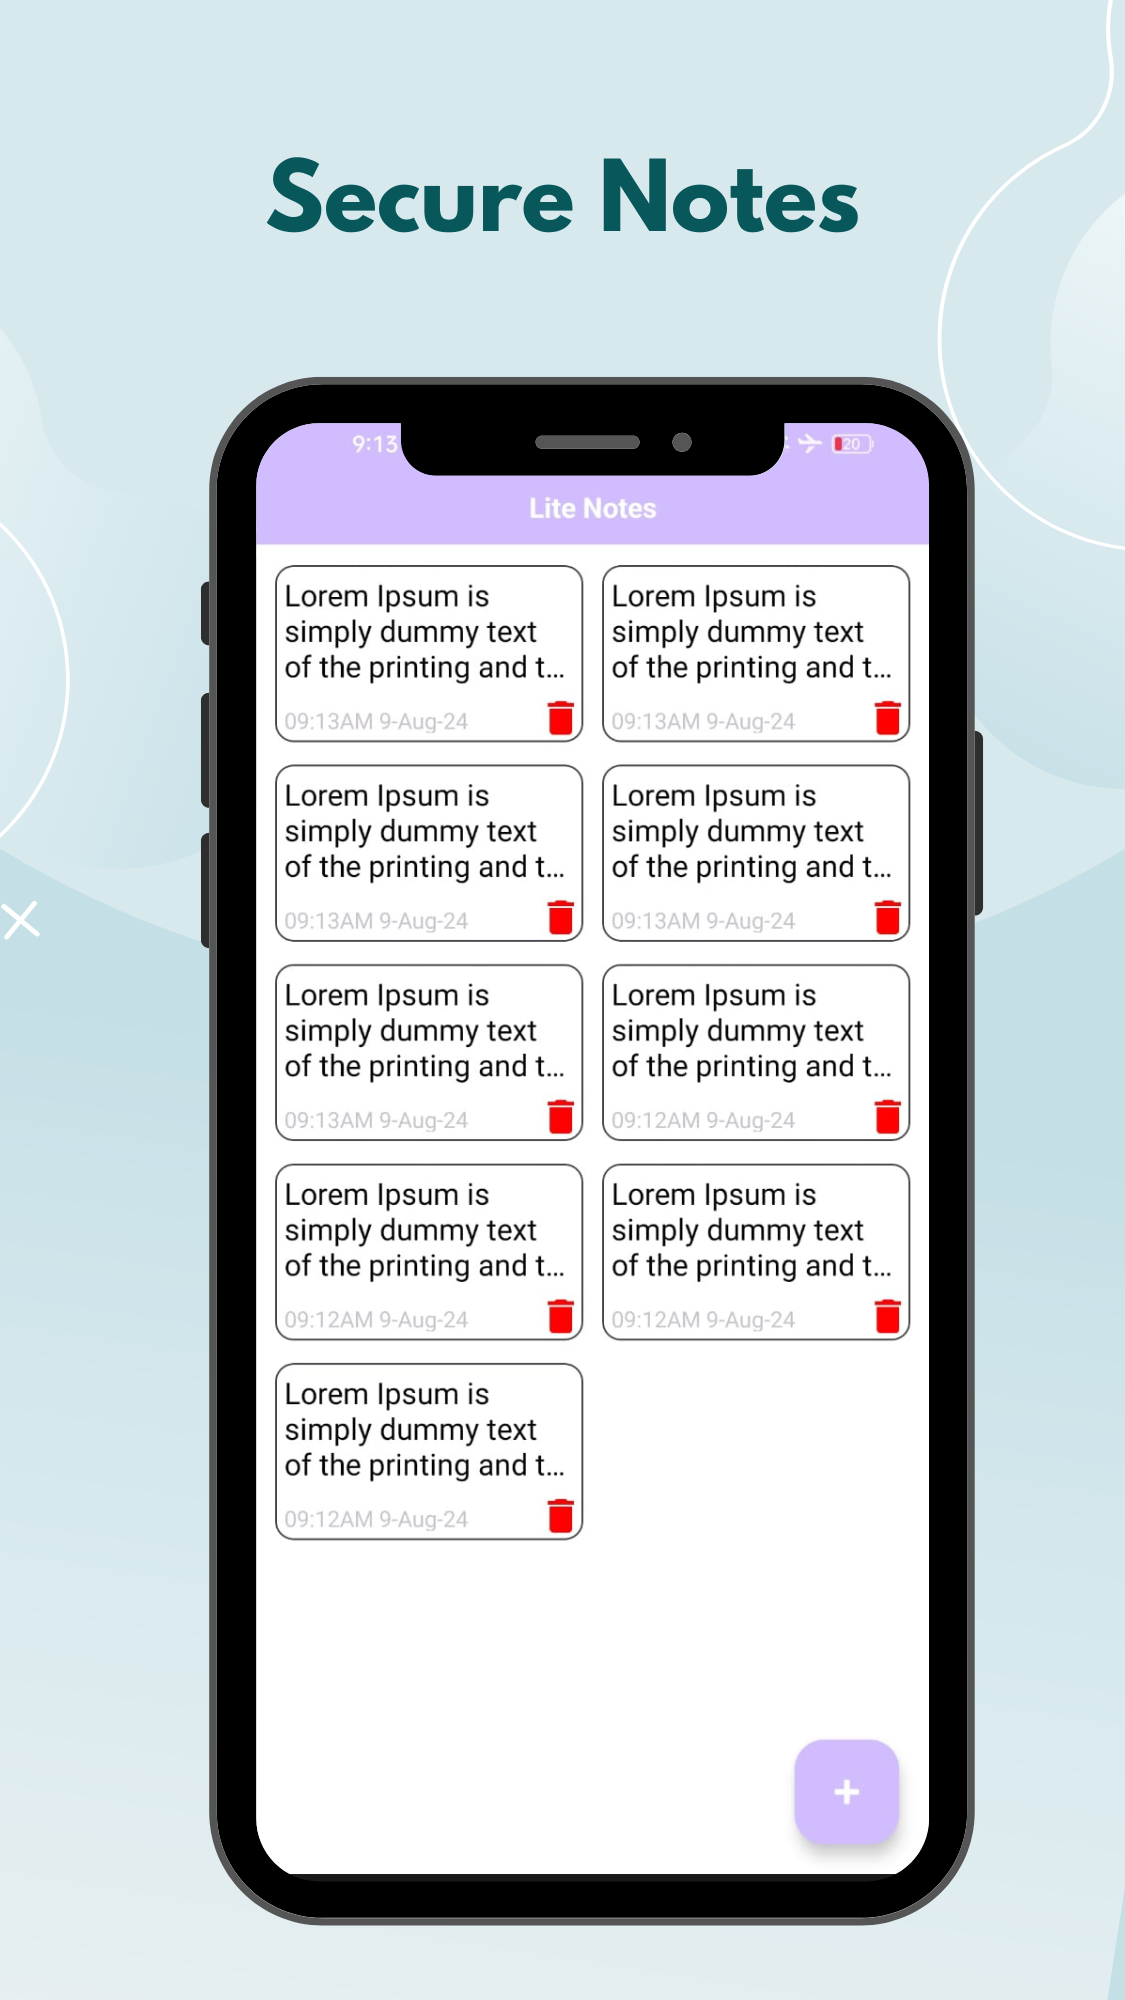 Secure Notes
9:13
20
Lite Notes
Lorem Ipsum is
simply dummy text
of the printing and t...
09:13AM 9-Aug-24
Lorem Ipsum is
simply dummy text
of the printing and t...
09:13AM 9-Aug-24
Lorem Ipsum is
simply dummy text
of the printing and t...
09:13AM 9-Aug-24
Lorem Ipsum is
simply dummy text
of the printing and t...
09:13AM 9-Aug-24
Lorem Ipsum is
simply dummy text
of the printing and t...
09:13AM 9-Aug-24
Lorem Ipsum is
simply dummy text
of the printing and t...
09:12AM 9-Aug-24
Lorem Ipsum is
simply dummy text
of the printing and t...
09:12AM 9-Aug-24
Lorem Ipsum is
simply dummy text
of the printing and t...
09:12AM 9-Aug-24
Lorem Ipsum is
simply dummy text
of the printing and t...
09:12AM 9-Aug-24
+